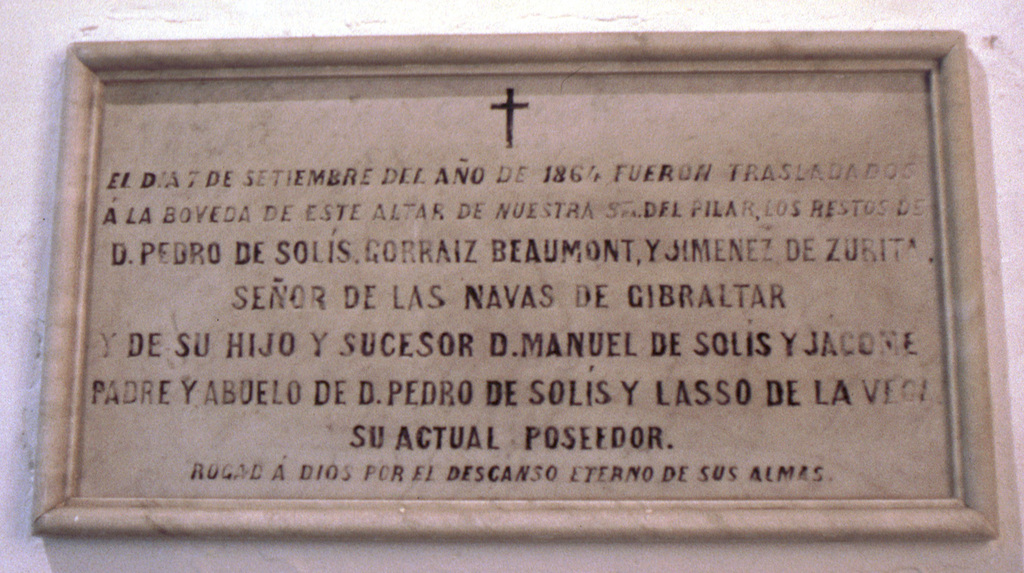 EL DIA 7 DE SETIEMBRE DEL AÑO DE 1864 FUERON TRASLADADOS
Á LA BOVEDA DE ESTE ALTAR DE NUESTRA Sra. DEL PILAR, LOS RESTOS DE
D. PEDRO DE SOLÍS, GORRAIZ BEAUMONT, Y JIMENEZ DE ZURITA.
SEÑOR DE LAS NAVAS DE GIBRALTAR
Y DE SU HIJO Y SUCESOR D. MANUEL DE SOLÍS Y JÁCOME
PADRE Y ABUELO DE D. PEDRO DE SOLÍS Y LASSO DE LA VEGA
SU ACTUAL POSEEDOR.
ROGAD Á DIOS POR EL DESCANSO ETERNO DE SUS ALMAS.